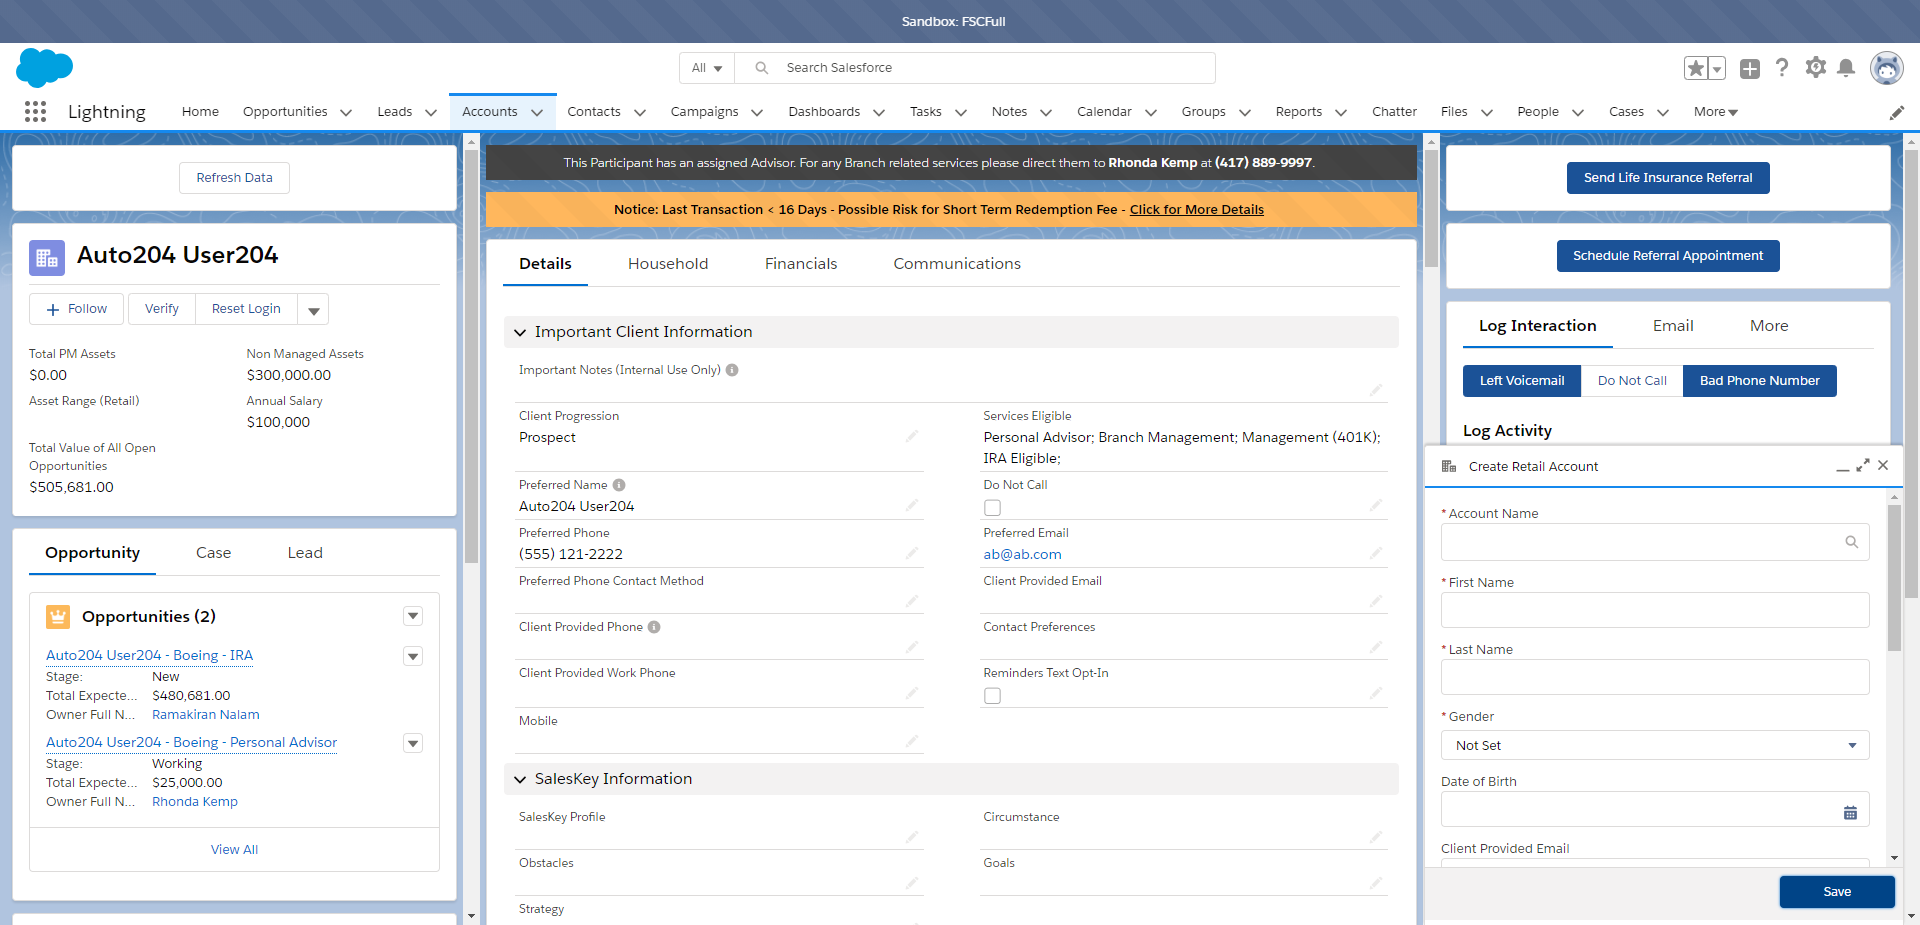 Sandbox: FSCFull
All
Search Salesforce
Lightning
Home
Opportunities
Leads
Accounts
Contacts
Campaigns
Dashboards
Tasks
Notes
Calendar
Groups
Reports
Chatter
Files
People
Cases
More
Refresh Data
Auto204 User204
Follow
Verify
Reset Login
Total PM Assets
Non Managed Assets
$0.00
$300,000.00
Asset Range (Retail)
Annual Salary
$100,000
Total Value of All Open
Opportunities
$505,681.00
Opportunity
Case
Lead
Opportunities (2)
Auto204 User204 - Boeing - IRA
Stage: New
Total Expecte... $480,681.00
Owner Full N... Ramakiran Nalam
Auto204 User204 - Boeing - Personal Advisor
Stage: Working
Total Expecte... $25,000.00
Owner Full N... Rhonda Kemp
View All
This Participant has an assigned Advisor. For any Branch related services please direct them to Rhonda Kemp at (417) 889-9997.
Notice: Last Transaction < 16 Days - Possible Risk for Short Term Redemption Fee - Click for More Details
Details
Household
Financials
Communications
Important Client Information
Important Notes (Internal Use Only)
Client Progression
Prospect
Services Eligible
Personal Advisor; Branch Management; Management (401K);
IRA Eligible;
Preferred Name
Auto204 User204
Do Not Call
Preferred Phone
(555) 121-2222
Preferred Email
ab@ab.com
Preferred Phone Contact Method
Client Provided Email
Client Provided Phone
Contact Preferences
Client Provided Work Phone
Reminders Text Opt-In
Mobile
SalesKey Information
SalesKey Profile
Circumstance
Obstacles
Goals
Strategy
Send Life Insurance Referral
Schedule Referral Appointment
Log Interaction
Email
More
Left Voicemail
Do Not Call
Bad Phone Number
Log Activity
Create Retail Account
* Account Name
* First Name
* Last Name
* Gender
Not Set
Date of Birth
Client Provided Email
Save